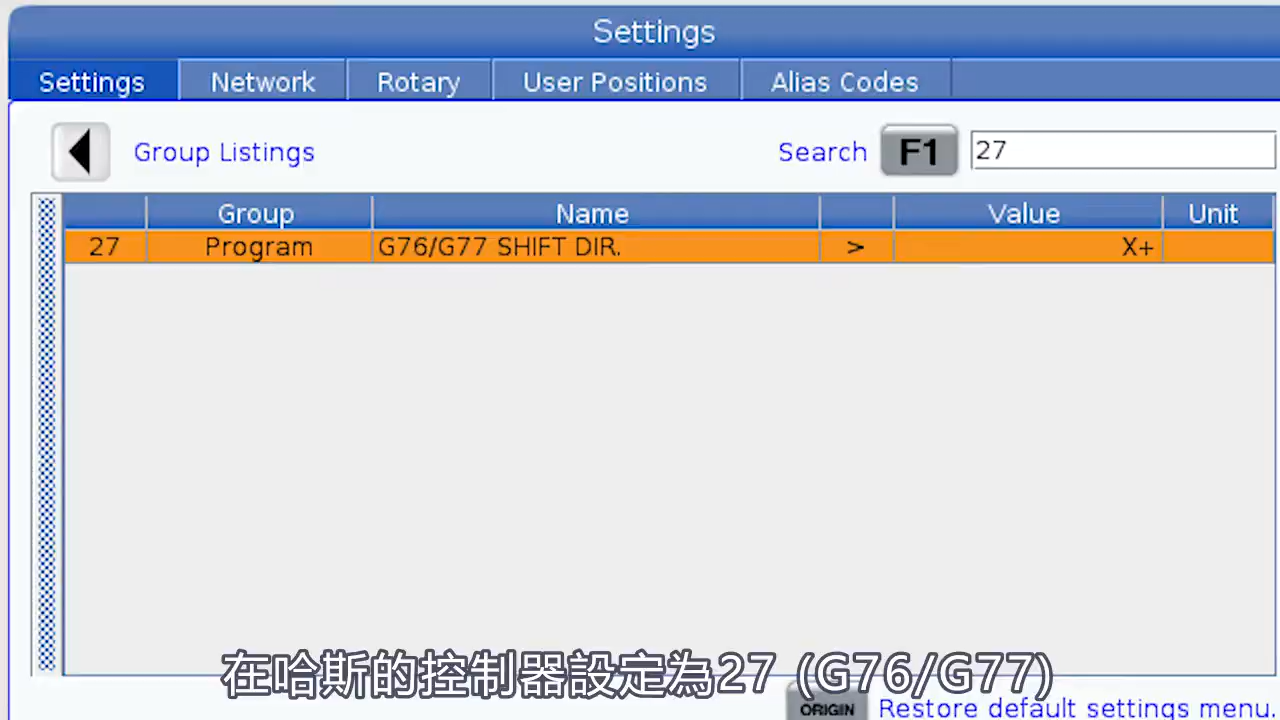 Settings
Settings Network Rotary User Positions Alias Codes
Group Listings Search F1 27
Group Name Value Unit
27 Program G76/G77 SHIFT DIR. > X+
在哈斯的控制器設定為27 (G76/G77)
ORIGIN Restore default settings menu.